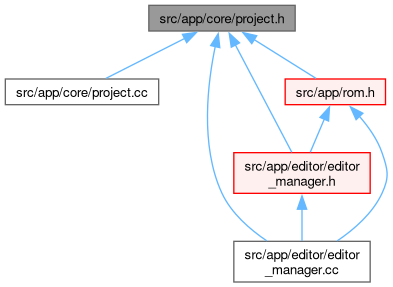 src/app/core/project.h
src/app/core/project.cc
src/app/rom.h
src/app/editor/editor
_manager.h
src/app/editor/editor
_manager.cc